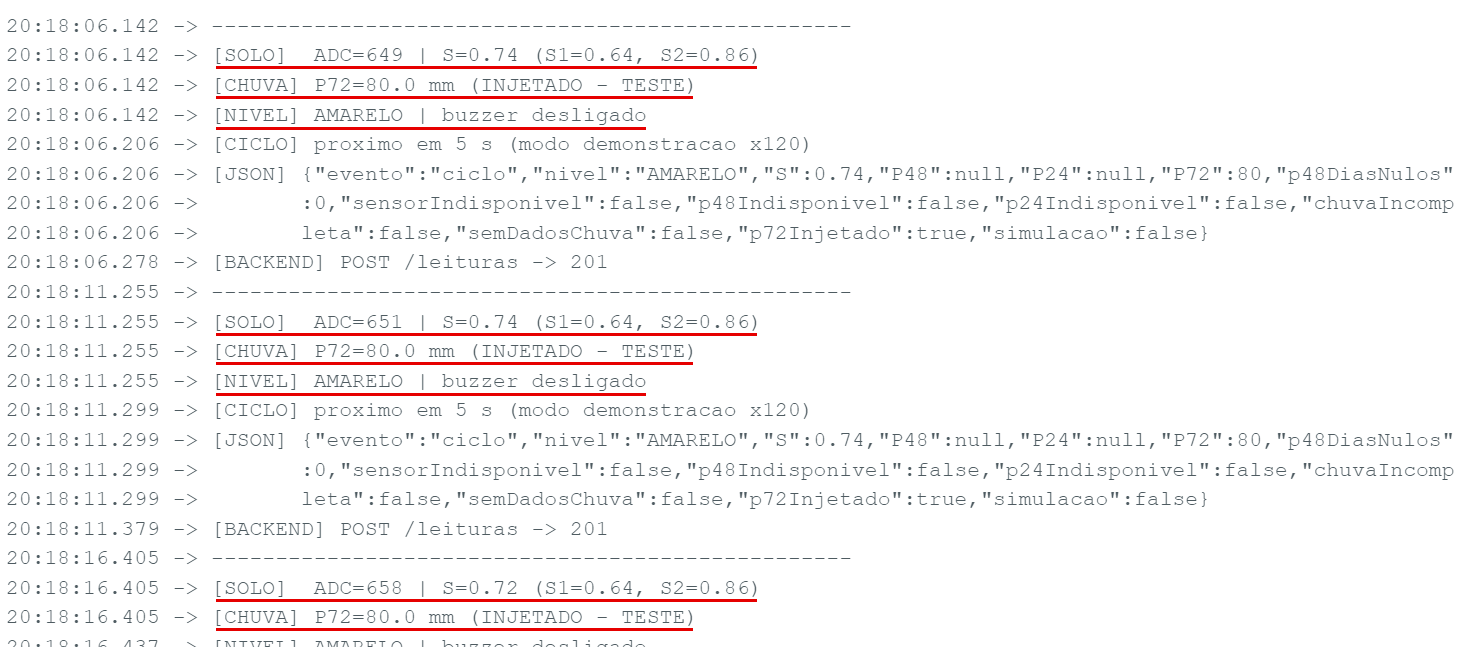 20:18:06.142 -> --------------------------------------------------
20:18:06.142 -> [SOLO]  ADC=649 | S=0.74 (S1=0.64, S2=0.86)
20:18:06.142 -> [CHUVA] P72=80.0 mm (INJETADO - TESTE)
20:18:06.142 -> [NIVEL] AMARELO | buzzer desligado
20:18:06.206 -> [CICLO] proximo em 5 s (modo demonstracao x120)
20:18:06.206 -> [JSON] {"evento":"ciclo","nivel":"AMARELO","S":0.74,"P48":null,"P24":null,"P72":80,"p48DiasNulos"
20:18:06.206 ->        :0,"sensorIndisponivel":false,"p48Indisponivel":false,"p24Indisponivel":false,"chuvaIncomp
20:18:06.206 ->        leta":false,"semDadosChuva":false,"p72Injetado":true,"simulacao":false}
20:18:06.278 -> [BACKEND] POST /leituras -> 201
20:18:11.255 -> --------------------------------------------------
20:18:11.255 -> [SOLO]  ADC=651 | S=0.74 (S1=0.64, S2=0.86)
20:18:11.255 -> [CHUVA] P72=80.0 mm (INJETADO - TESTE)
20:18:11.255 -> [NIVEL] AMARELO | buzzer desligado
20:18:11.299 -> [CICLO] proximo em 5 s (modo demonstracao x120)
20:18:11.299 -> [JSON] {"evento":"ciclo","nivel":"AMARELO","S":0.74,"P48":null,"P24":null,"P72":80,"p48DiasNulos"
20:18:11.299 ->        :0,"sensorIndisponivel":false,"p48Indisponivel":false,"p24Indisponivel":false,"chuvaIncomp
20:18:11.299 ->        leta":false,"semDadosChuva":false,"p72Injetado":true,"simulacao":false}
20:18:11.379 -> [BACKEND] POST /leituras -> 201
20:18:16.405 -> --------------------------------------------------
20:18:16.405 -> [SOLO]  ADC=658 | S=0.72 (S1=0.64, S2=0.86)
20:18:16.405 -> [CHUVA] P72=80.0 mm (INJETADO - TESTE)
20:18:16.437 -> [NIVEL] AMARELO | buzzer desligado